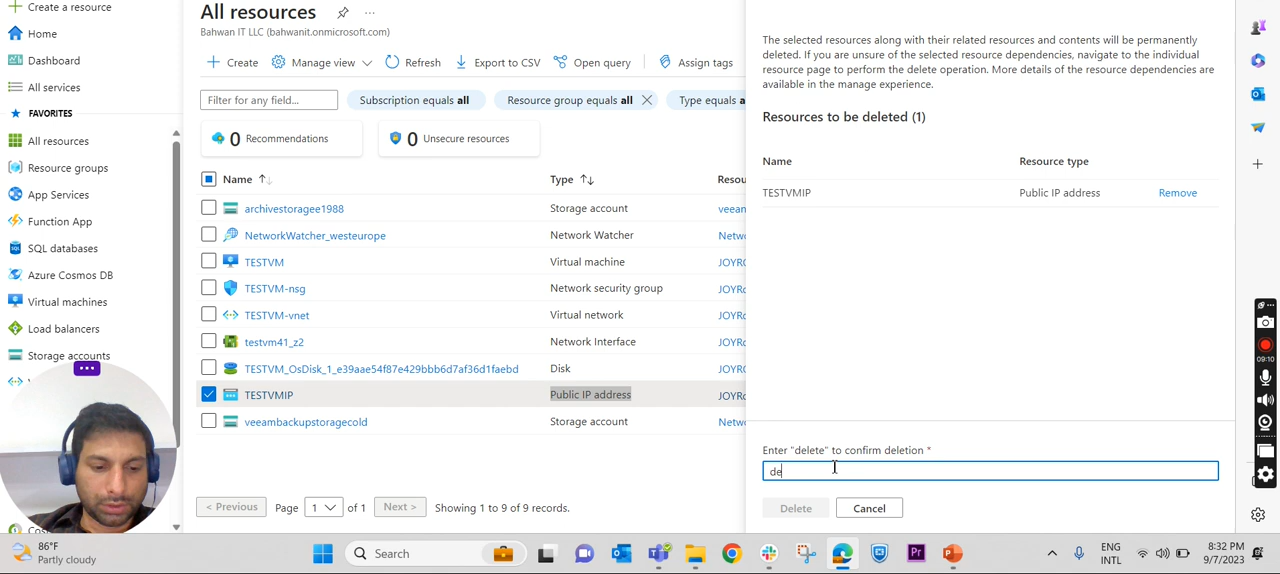 Create a resource
Home
Dashboard
All services
FAVORITES
All resources
Resource groups
App Services
Function App
SQL databases
Azure Cosmos DB
Virtual machines
Load balancers
Storage accounts
All resources
Bahwan IT LLC (bahwanit.onmicrosoft.com)
Create Manage view Refresh Export to CSV Open query Assign tags
Filter for any field... Subscription equals all Resource group equals all Type equals a
0 Recommendations 0 Unsecure resources
Name Type Resou
archivestoragee1988 Storage account veean
NetworkWatcher_westeurope Network Watcher Netw
TESTVM Virtual machine JOYRC
TESTVM-nsg Network security group JOYRc
TESTVM-vnet Virtual network JOYRc
testvm41_z2 Network Interface JOYRc
TESTVM_OsDisk_1_e39aae54f87e429bbb6d7af36d1faebd Disk JOYRC
TESTVMIP Public IP address JOYRc
veeambackupstoragecold Storage account Netw
< Previous Page 1 of 1 Next > Showing 1 to 9 of 9 records.
The selected resources along with their related resources and contents will be permanently
deleted. If you are unsure of the selected resource dependencies, navigate to the individual
resource page to perform the delete operation. More details of the resource dependencies are
available in the manage experience.
Resources to be deleted (1)
Name Resource type
TESTVMIP Public IP address Remove
Enter "delete" to confirm deletion *
de
Delete Cancel
09:10
86°F
Partly cloudy
Search
Pr
ENG
INTL
8:32 PM
9/7/2023